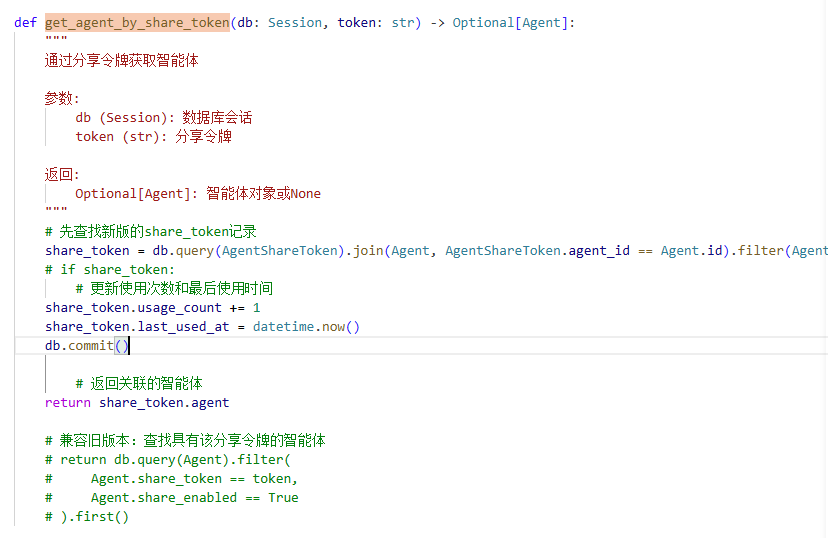 def get_agent_by_share_token(db: Session, token: str) -> Optional[Agent]:
"""
通过分享令牌获取智能体
参数:
db (Session): 数据库会话
token (str): 分享令牌
返回:
Optional[Agent]: 智能体对象或None
"""
# 先查找新版的share_token记录
share_token = db.query(AgentShareToken).join(Agent, AgentShareToken.agent_id == Agent.id).filter(Agent
# if share_token:
# 更新使用次数和最后使用时间
share_token.usage_count += 1
share_token.last_used_at = datetime.now()
db.commit()
# 返回关联的智能体
return share_token.agent
# 兼容旧版本: 查找具有该分享令牌的智能体
# return db.query(Agent).filter(
#     Agent.share_token == token,
#     Agent.share_enabled == True
# ).first()